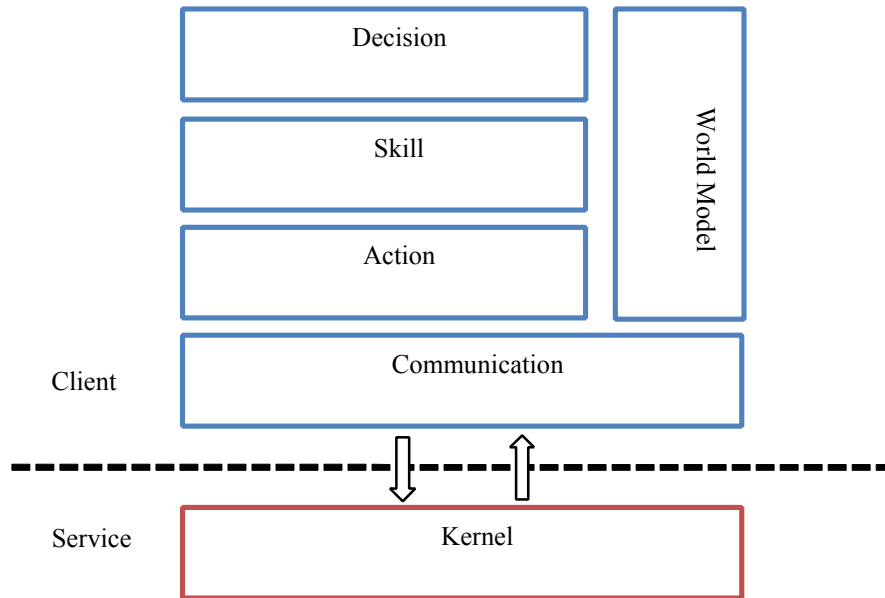 Decision
World Model
Skill
Action
Communication
Client
Service
Kernel